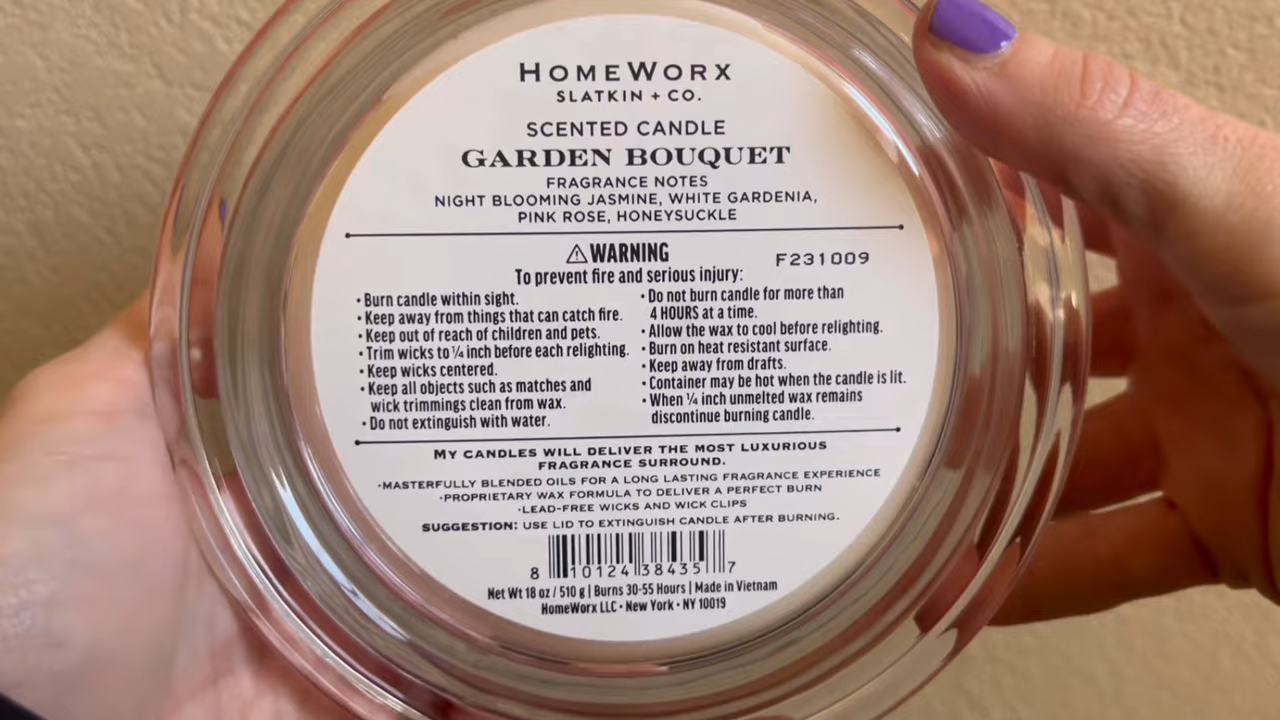 HOMEWORX
SLATKIN + CO.
SCENTED CANDLE
GARDEN BOUQUET
FRAGRANCE NOTES
NIGHT BLOOMING JASMINE, WHITE GARDENIA,
PINK ROSE, HONEYSUCKLE
⚠WARNING
F231009
To prevent fire and serious injury:
• Burn candle within sight.
• Keep away from things that can catch fire.
• Keep out of reach of children and pets.
• Trim wicks to ¼ inch before each relighting.
• Keep wicks centered.
• Keep all objects such as matches and
wick trimmings clean from wax.
• Do not extinguish with water.
• Do not burn candle for more than
4 HOURS at a time.
• Allow the wax to cool before relighting.
• Burn on heat resistant surface.
• Keep away from drafts.
• Container may be hot when the candle is lit.
• When ¼ inch unmelted wax remains
discontinue burning candle.
MY CANDLES WILL DELIVER THE MOST LUXURIOUS
FRAGRANCE SURROUND.
•MASTERFULLY BLENDED OILS FOR A LONG LASTING FRAGRANCE EXPERIENCE
•PROPRIETARY WAX FORMULA TO DELIVER A PERFECT BURN
•LEAD-FREE WICKS AND WICK CLIPS
SUGGESTION: USE LID TO EXTINGUISH CANDLE AFTER BURNING.
8 10124 38435 7
Net Wt 18 oz / 510 g | Burns 30-55 Hours | Made in Vietnam
HomeWorx LLC • New York • NY 10019